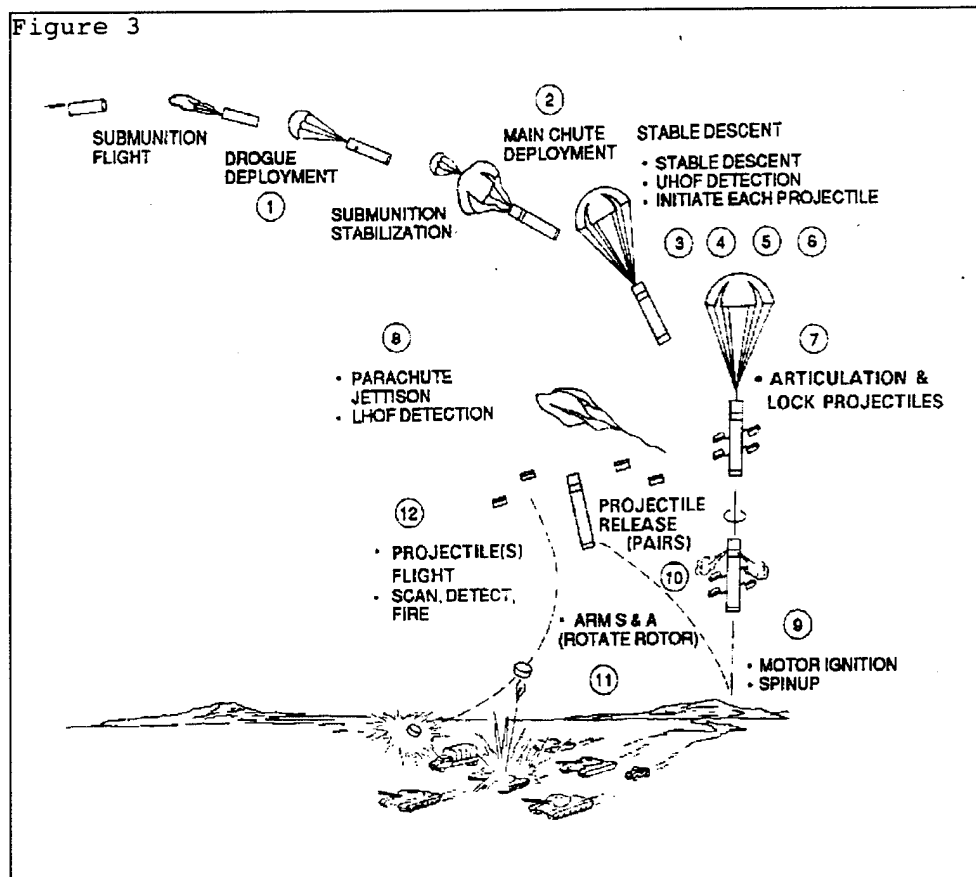 Figure 3
SUBMUNITION
FLIGHT
DROGUE
DEPLOYMENT
1
SUBMUNITION
STABILIZATION
2
MAIN CHUTE
DEPLOYMENT
STABLE DESCENT
• STABLE DESCENT
• UHOF DETECTION
• INITIATE EACH PROJECTILE
3 4 5 6
7
• ARTICULATION &
LOCK PROJECTILES
8
• PARACHUTE
JETTISON
• LHOF DETECTION
9
• MOTOR IGNITION
• SPINUP
PROJECTILE
RELEASE
(PAIRS)
10
• ARM S & A
(ROTATE ROTOR)
11
12
• PROJECTILE(S)
FLIGHT
• SCAN, DETECT,
FIRE